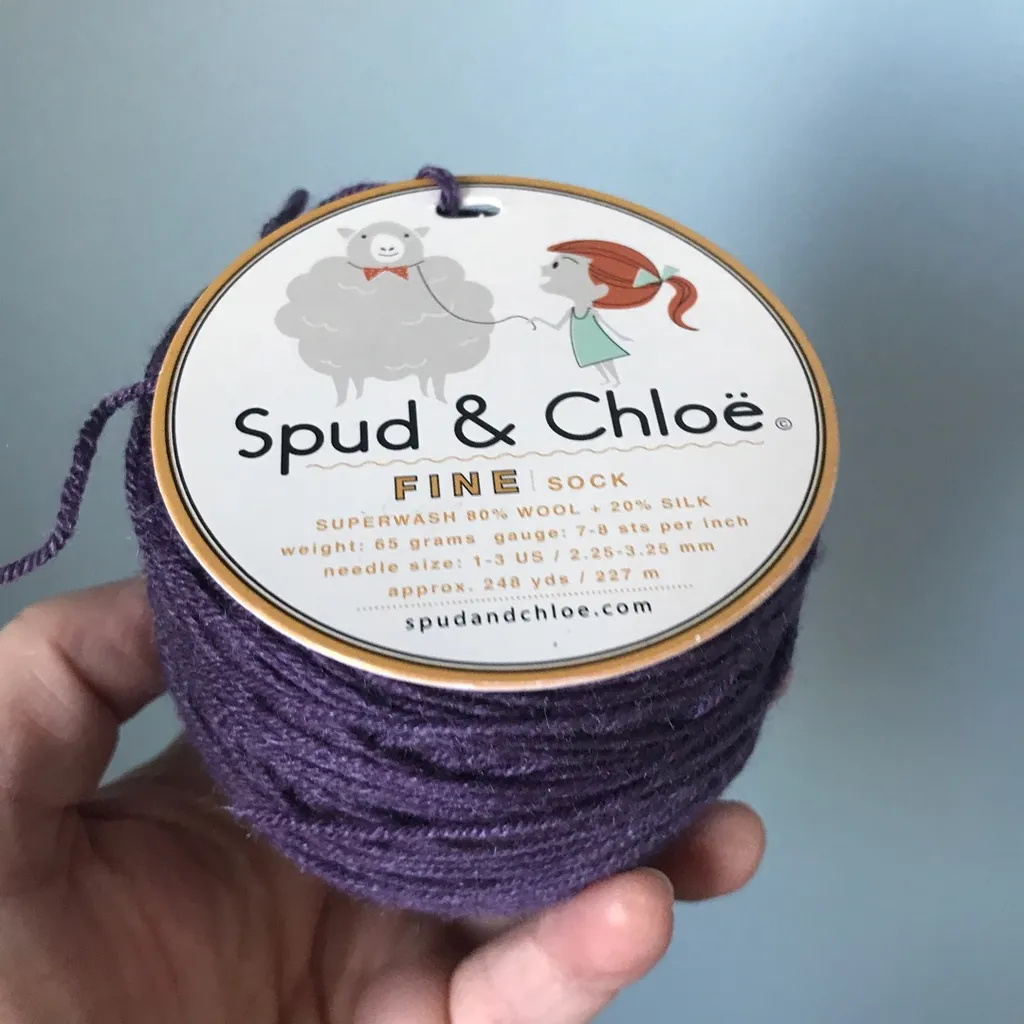 Spud & Chloë ©
FINE | SOCK
SUPERWASH 80% WOOL + 20% SILK
weight: 65 grams gauge: 7-8 sts per inch
needle size: 1-3 US / 2.25-3.25 mm
approx. 248 yds / 227 m
spudandchloe.com